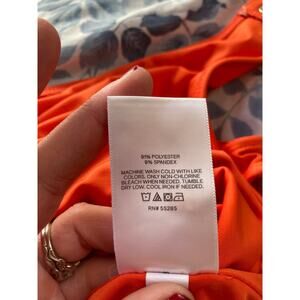 91% POLYESTER
9% SPANDEX
MACHINE WASH COLD WITH LIKE
COLORS. ONLY NON-CHLORINE
BLEACH WHEN NEEDED. TUMBLE
DRY LOW. COOL IRON IF NEEDED.
RN# 55285